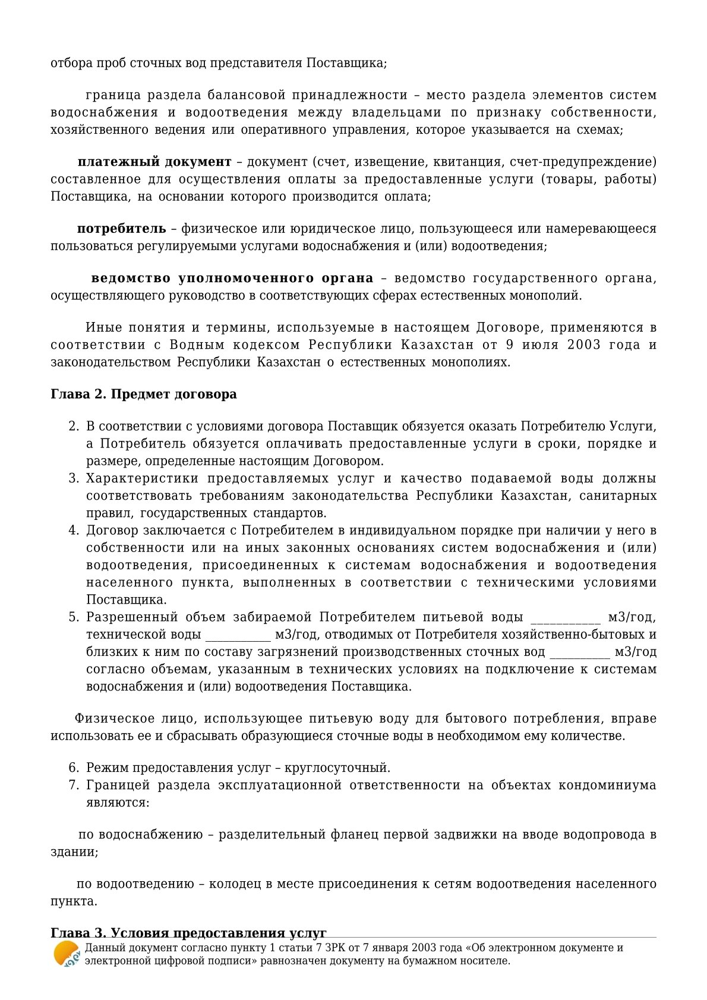 отбора проб сточных вод представителя Поставщика;
граница раздела балансовой принадлежности – место раздела элементов систем
водоснабжения и водоотведения между владельцами по признаку собственности,
хозяйственного ведения или оперативного управления, которое указывается на схемах;
платежный документ – документ (счет, извещение, квитанция, счет-предупреждение)
составленное для осуществления оплаты за предоставленные услуги (товары, работы)
Поставщика, на основании которого производится оплата;
потребитель – физическое или юридическое лицо, пользующееся или намеревающееся
пользоваться регулируемыми услугами водоснабжения и (или) водоотведения;
ведомство уполномоченного органа – ведомство государственного органа,
осуществляющего руководство в соответствующих сферах естественных монополий.
Иные понятия и термины, используемые в настоящем Договоре, применяются в
соответствии с Водным кодексом Республики Казахстан от 9 июля 2003 года и
законодательством Республики Казахстан о естественных монополиях.
Глава 2. Предмет договора
2. В соответствии с условиями договора Поставщик обязуется оказать Потребителю Услуги,
а Потребитель обязуется оплачивать предоставленные услуги в сроки, порядке и
размере, определенные настоящим Договором.
3. Характеристики предоставляемых услуг и качество подаваемой воды должны
соответствовать требованиям законодательства Республики Казахстан, санитарных
правил, государственных стандартов.
4. Договор заключается с Потребителем в индивидуальном порядке при наличии у него в
собственности или на иных законных основаниях систем водоснабжения и (или)
водоотведения, присоединенных к системам водоснабжения и водоотведения
населенного пункта, выполненных в соответствии с техническими условиями
Поставщика.
5. Разрешенный объем забираемой Потребителем питьевой воды ___________ м3/год,
технической воды ___________ м3/год, отводимых от Потребителя хозяйственно-бытовых и
близких к ним по составу загрязнений производственных сточных вод __________ м3/год
согласно объемам, указанным в технических условиях на подключение к системам
водоснабжения и (или) водоотведения Поставщика.
Физическое лицо, использующее питьевую воду для бытового потребления, вправе
использовать ее и сбрасывать образующиеся сточные воды в необходимом ему количестве.
6. Режим предоставления услуг – круглосуточный.
7. Границей раздела эксплуатационной ответственности на объектах кондоминиума
являются:
по водоснабжению – разделительный фланец первой задвижки на вводе водопровода в
здании;
по водоотведению – колодец в месте присоединения к сетям водоотведения населенного
пункта.
Глава 3. Условия предоставления услуг
Данный документ согласно пункту 1 статьи 7 ЗРК от 7 января 2003 года «Об электронном документе и
электронной цифровой подписи» равнозначен документу на бумажном носителе.